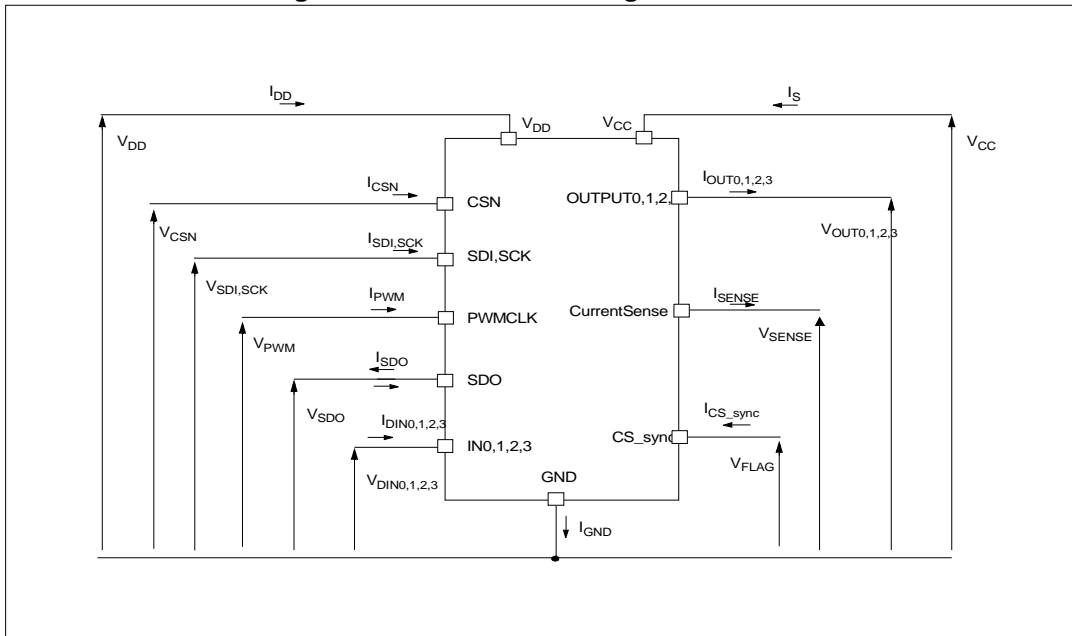 I_DD
I_S
V_DD
V_CC
V_DD
V_CC
I_CSN
I_OUT0,1,2,3
CSN
OUTPUT0,1,2,
V_CSN
V_OUT0,1,2,3
I_SDI,SCK
SDI,SCK
V_SDI,SCK
I_PWM
I_SENSE
PWMCLK
CurrentSense
V_PWM
V_SENSE
I_SDO
SDO
V_SDO
I_DIN0,1,2,3
I_CS_sync
IN0,1,2,3
CS_sync
V_DIN0,1,2,3
V_FLAG
GND
I_GND